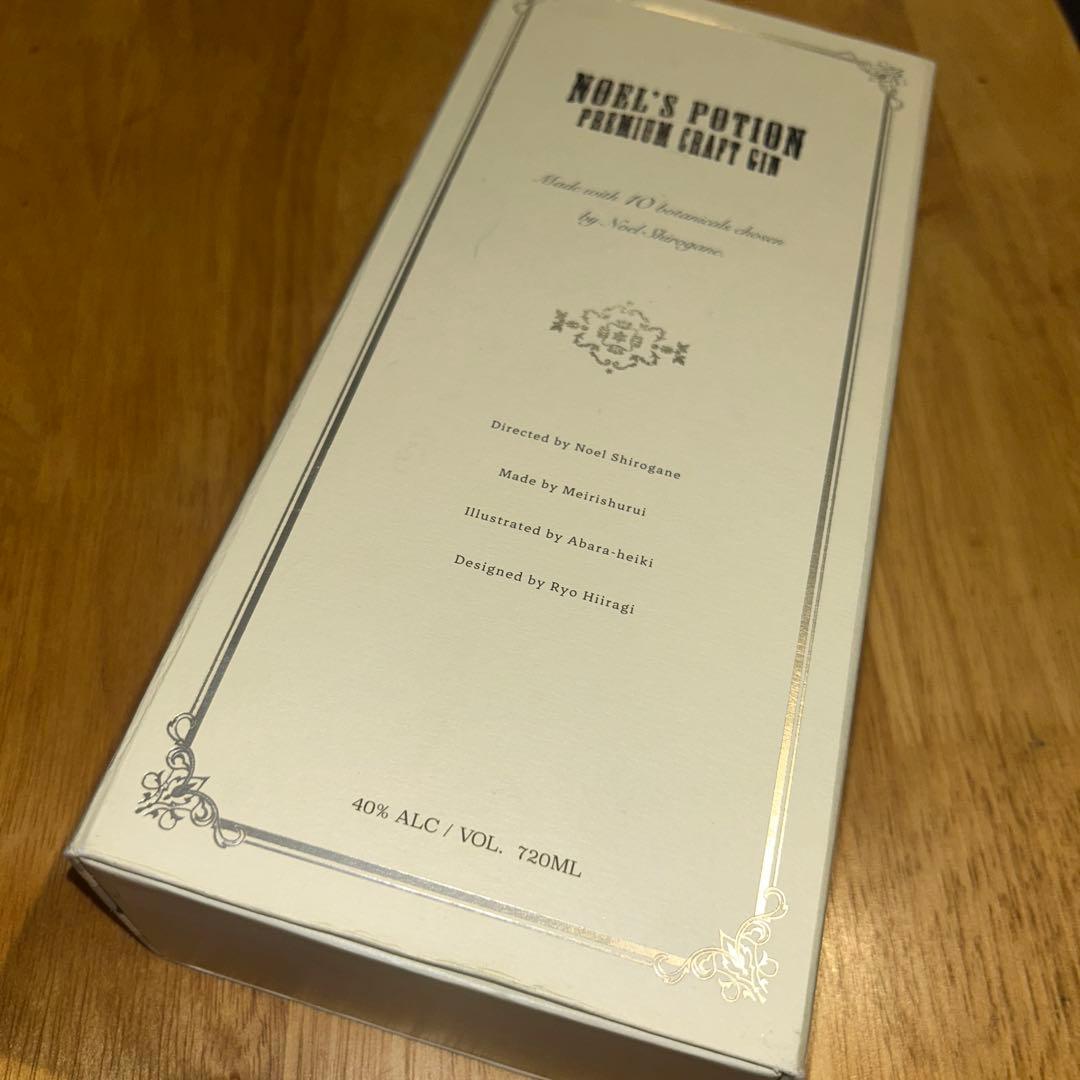 NOEL'S POTION
PREMIUM CRAFT GIN
Made with 10 botanicals chosen
by Noel Shirogane.
Directed by Noel Shirogane
Made by Meirishurui
Illustrated by Abara-heiki
Designed by Ryo Hiiragi
40% ALC / VOL. 720ML